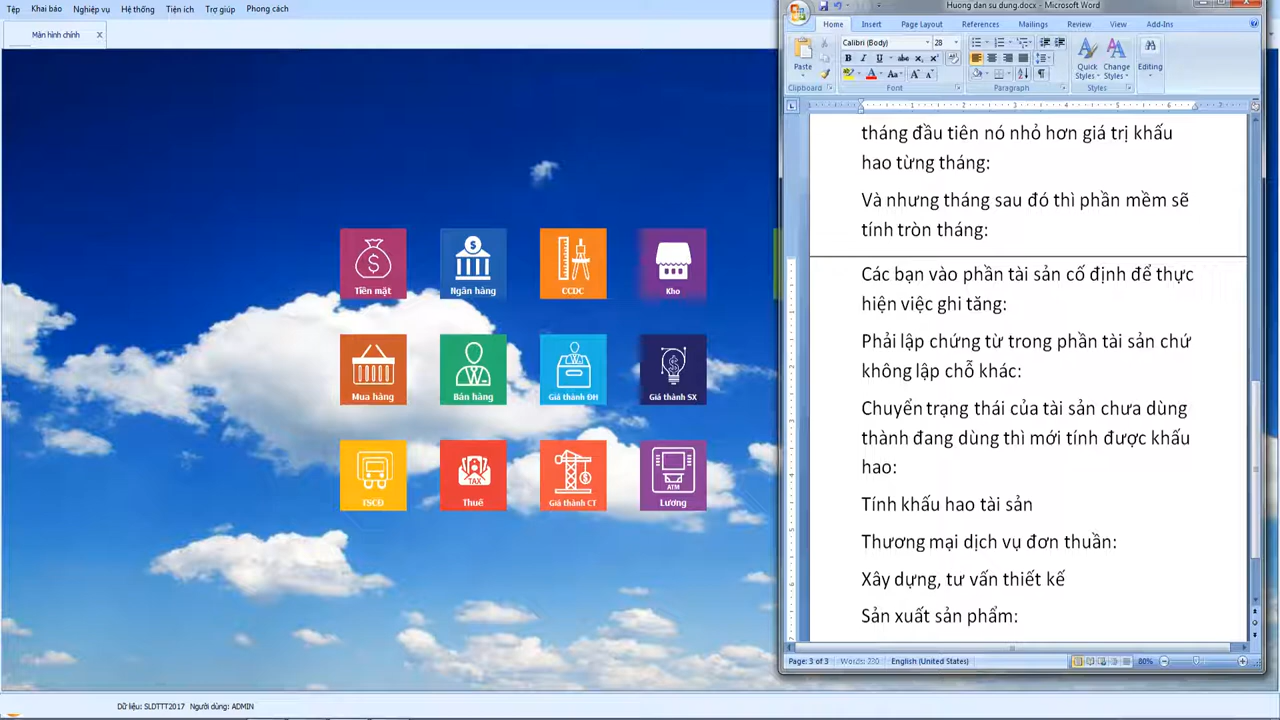 Tệp Khai báo Nghiệp vụ Hệ thống Tiện ích Trợ giúp Phong cách
Màn hình chính x
Tiền mặt
Ngân hàng
CCDC
Kho
Mua hàng
Bán hàng
Giá thành ĐH
Giá thành SX
TSCĐ
TAX
Thuế
Giá thành CT
ATM
Lương
Dữ liệu: SLDTTT2017 Người dùng: ADMIN
Huong dan su dung.docx - Microsoft Word
Home Insert Page Layout References Mailings Review View Add-Ins
Paste
Calibri (Body) 28
Quick Styles
Change Styles
Editing
Clipboard Font Paragraph Styles
tháng đầu tiên nó nhỏ hơn giá trị khấu
hao từng tháng:
Và nhưng tháng sau đó thì phần mềm sẽ
tính tròn tháng:
Các bạn vào phần tài sản cố định để thực
hiện việc ghi tăng:
Phải lập chứng từ trong phần tài sản chứ
không lập chỗ khác:
Chuyên trạng thái của tài sản chưa dùng
thành đang dùng thì mới tính được khấu
hao:
Tính khấu hao tài sản
Thương mại dịch vụ đơn thuần:
Xây dựng, tư vấn thiết kế
Sản xuất sản phẩm:
Page: 3 of 3 Words: 330 English (United States) 80%